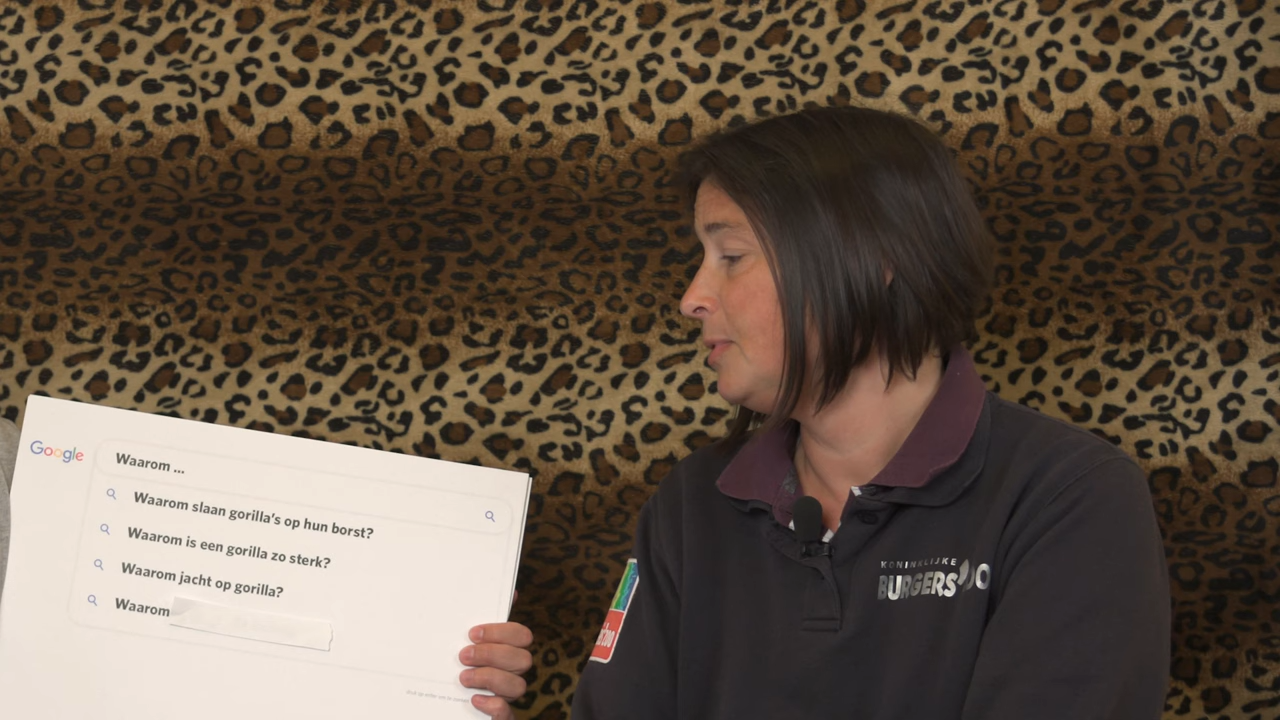 Google
Waarom ...
Waarom slaan gorilla's op hun borst?
Waarom is een gorilla zo sterk?
Waarom jacht op gorilla?
Waarom
KONINKLIJKE
BURGERS' ZOO